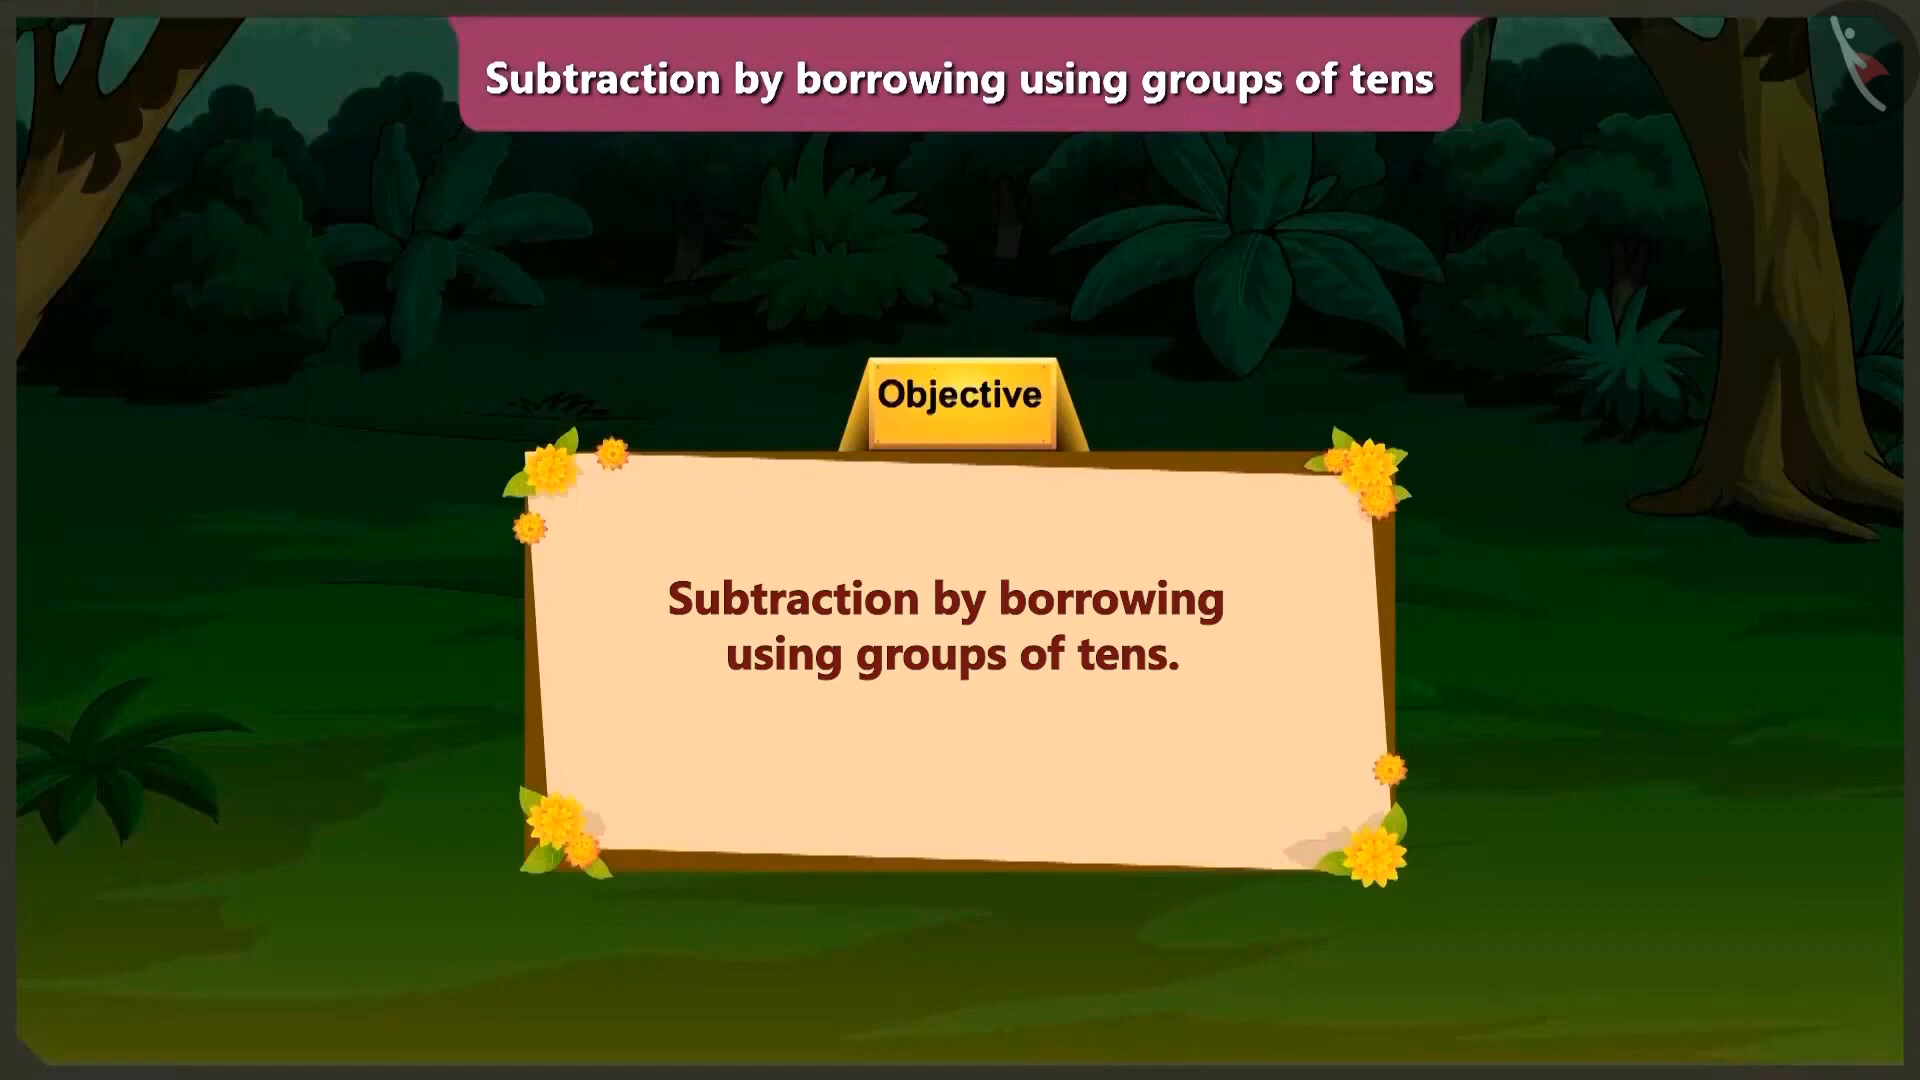 Subtraction by borrowing using groups of tens
Objective
Subtraction by borrowing
using groups of tens.